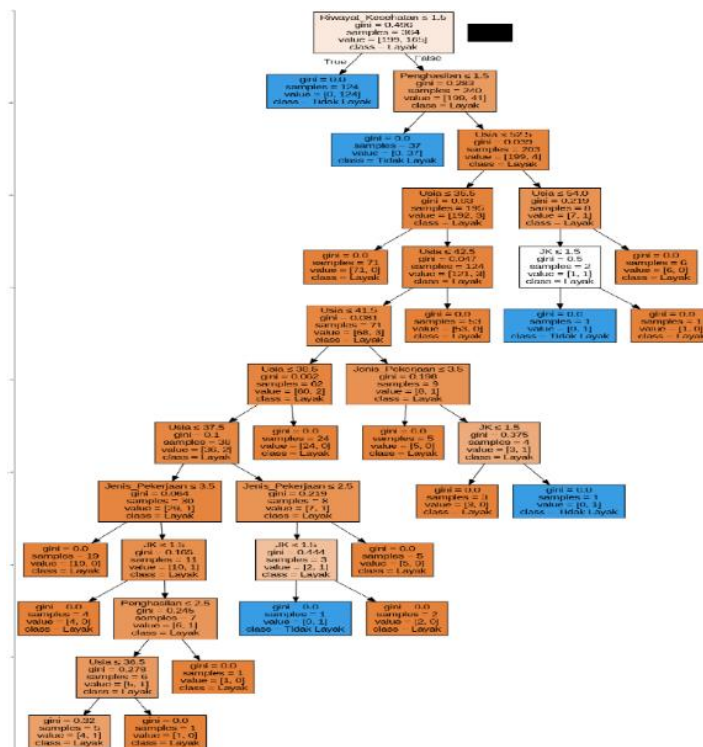 Riwayat_Kesehatan ≤ 1.5
gini = 0.496
samples = 364
value = [199, 165]
class = Layak
True
False
gini = 0.0
samples = 124
value = [0, 124]
class = Tidak Layak
Penghasilan ≤ 1.5
gini = 0.283
samples = 240
value = [199, 41]
class = Layak
gini = 0.0
samples = 37
value = [0, 37]
class = Tidak Layak
Usia ≤ 52.5
gini = 0.039
samples = 203
value = [199, 4]
class = Layak
Usia ≤ 35.5
gini = 0.03
samples = 195
value = [192, 3]
class = Layak
Usia ≤ 54.0
gini = 0.219
samples = 8
value = [7, 1]
class = Layak
gini = 0.0
samples = 71
value = [71, 0]
class = Layak
Usia ≤ 42.5
gini = 0.047
samples = 124
value = [121, 3]
class = Layak
JK ≤ 1.5
gini = 0.5
samples = 2
value = [1, 1]
class = Layak
gini = 0.0
samples = 6
value = [6, 0]
class = Layak
Usia ≤ 41.5
gini = 0.081
samples = 71
value = [68, 3]
class = Layak
gini = 0.0
samples = 53
value = [53, 0]
class = Layak
gini = 0.0
samples = 1
value = [0, 1]
class = Tidak Layak
gini = 0.0
samples = 1
value = [1, 0]
class = Layak
Usia ≤ 38.5
gini = 0.062
samples = 62
value = [60, 2]
class = Layak
Jenis_Pekerjaan ≤ 3.5
gini = 0.198
samples = 9
value = [8, 1]
class = Layak
Usia ≤ 37.5
gini = 0.1
samples = 38
value = [36, 2]
class = Layak
gini = 0.0
samples = 24
value = [24, 0]
class = Layak
gini = 0.0
samples = 5
value = [5, 0]
class = Layak
JK ≤ 1.5
gini = 0.375
samples = 4
value = [3, 1]
class = Layak
Jenis_Pekerjaan ≤ 3.5
gini = 0.064
samples = 30
value = [29, 1]
class = Layak
Jenis_Pekerjaan ≤ 2.5
gini = 0.219
samples = 8
value = [7, 1]
class = Layak
gini = 0.0
samples = 3
value = [3, 0]
class = Layak
gini = 0.0
samples = 1
value = [0, 1]
class = Tidak Layak
gini = 0.0
samples = 19
value = [19, 0]
class = Layak
JK ≤ 1.5
gini = 0.165
samples = 11
value = [10, 1]
class = Layak
JK ≤ 1.5
gini = 0.444
samples = 3
value = [2, 1]
class = Layak
gini = 0.0
samples = 5
value = [5, 0]
class = Layak
gini = 0.0
samples = 4
value = [4, 0]
class = Layak
Penghasilan ≤ 2.5
gini = 0.245
samples = 7
value = [6, 1]
class = Layak
gini = 0.0
samples = 1
value = [0, 1]
class = Tidak Layak
gini = 0.0
samples = 2
value = [2, 0]
class = Layak
Usia ≤ 36.5
gini = 0.278
samples = 6
value = [5, 1]
class = Layak
gini = 0.0
samples = 1
value = [1, 0]
class = Layak
gini = 0.32
samples = 5
value = [4, 1]
class = Layak
gini = 0.0
samples = 1
value = [1, 0]
class = Layak